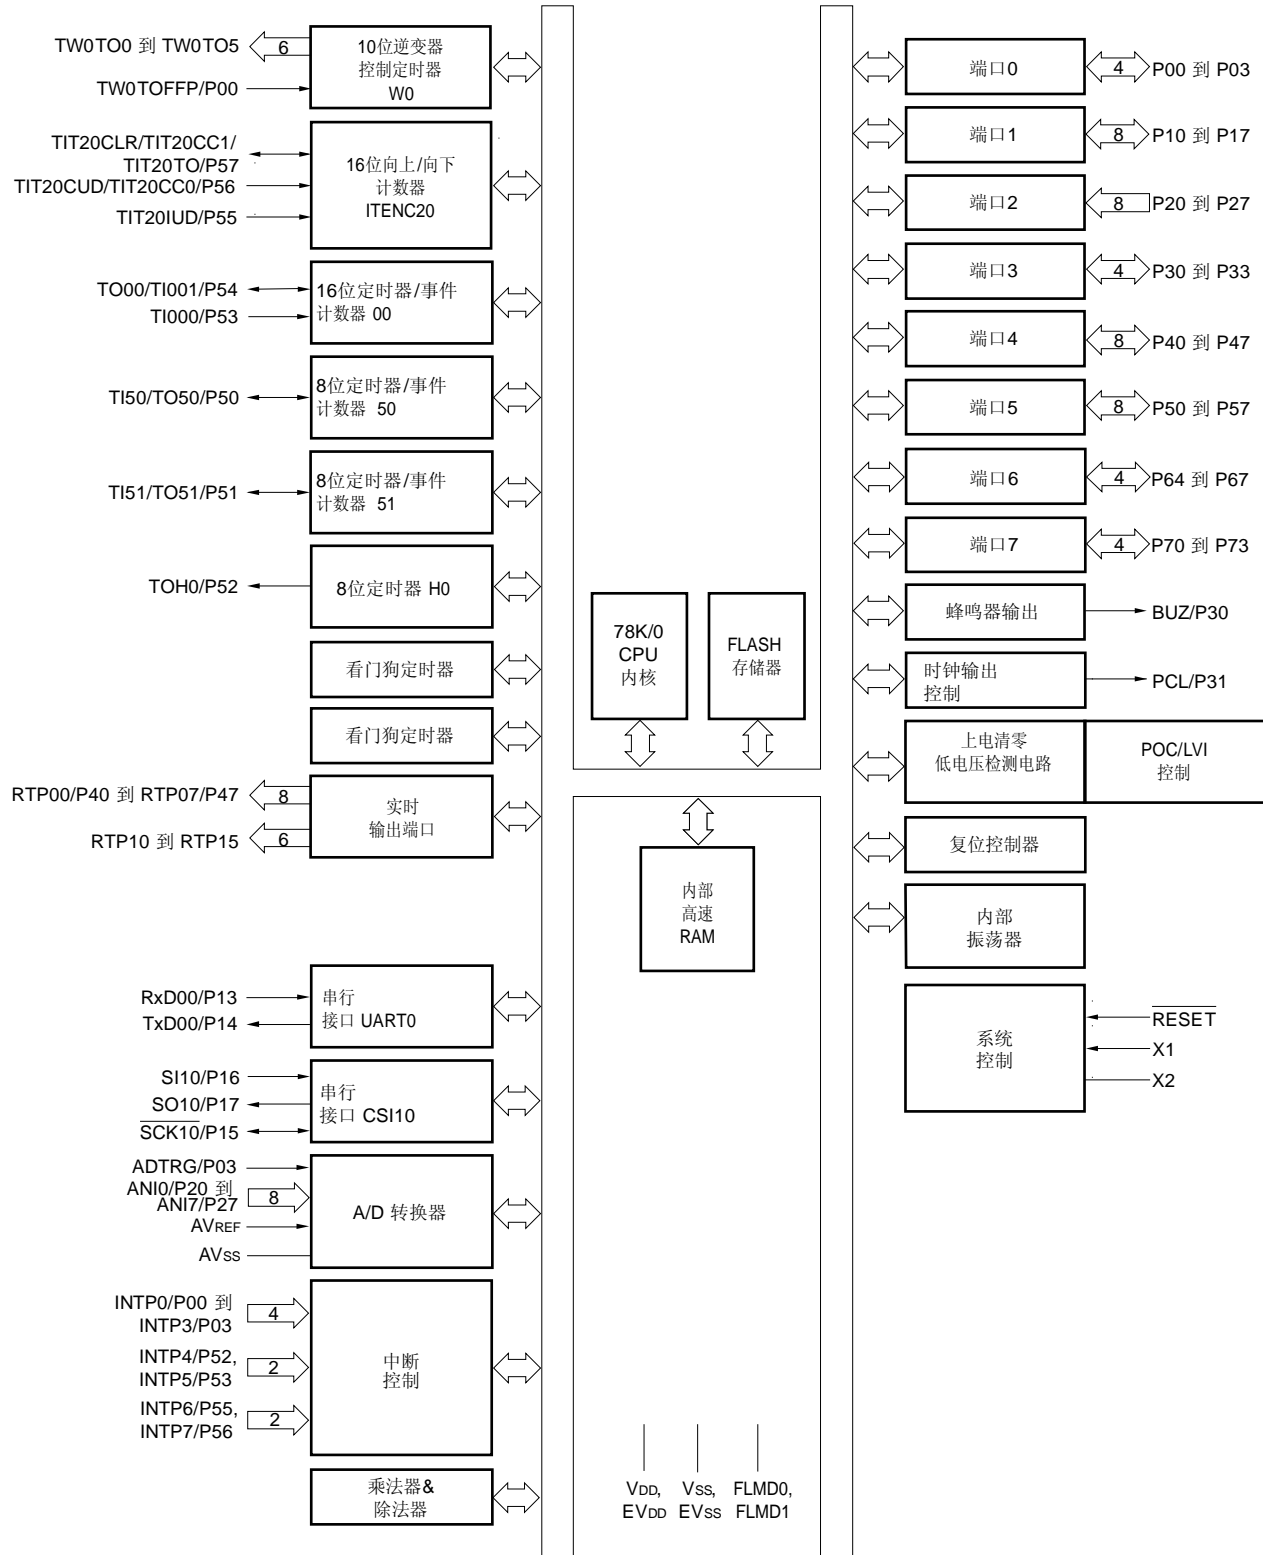 TW0TO0 到 TW0TO5
6
TW0TOFFP/P00
10位逆变器
控制定时器
W0
TIT20CLR/TIT20CC1/
TIT20TO/P57
TIT20CUD/TIT20CC0/P56
TIT20IUD/P55
16位向上/向下
计数器
ITENC20
TO00/TI001/P54
TI000/P53
16位定时器/事件
计数器 00
TI50/TO50/P50
8位定时器/事件
计数器 50
TI51/TO51/P51
8位定时器/事件
计数器 51
TOH0/P52
8位定时器 H0
看门狗定时器
看门狗定时器
RTP00/P40 到 RTP07/P47
8
RTP10 到 RTP15
6
实时
输出端口
RxD00/P13
TxD00/P14
串行
接口 UART0
SI10/P16
SO10/P17
SCK10/P15
串行
接口 CSI10
ADTRG/P03
ANI0/P20 到
ANI7/P27
8
AVREF
AVSS
A/D 转换器
INTP0/P00 到
INTP3/P03
4
INTP4/P52,
INTP5/P53
2
INTP6/P55,
INTP7/P56
2
中断
控制
乘法器&
除法器
78K/0
CPU
内核
FLASH
存储器
内部
高速
RAM
VDD,
EVDD
VSS,
EVSS
FLMD0,
FLMD1
端口0
4
P00 到 P03
端口1
8
P10 到 P17
端口2
8
P20 到 P27
端口3
4
P30 到 P33
端口4
8
P40 到 P47
端口5
8
P50 到 P57
端口6
4
P64 到 P67
端口7
4
P70 到 P73
蜂鸣器输出
BUZ/P30
时钟输出
控制
PCL/P31
上电清零
低电压检测电路
POC/LVI
控制
复位控制器
内部
振荡器
系统
控制
RESET
X1
X2